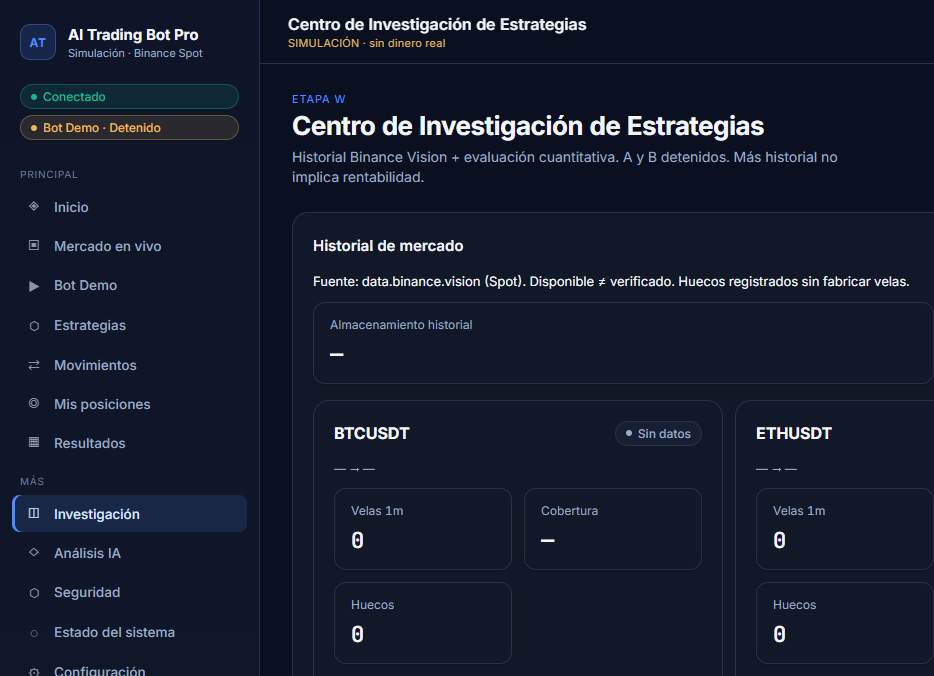 AT
AI Trading Bot Pro
Simulación · Binance Spot
Conectado
Bot Demo · Detenido
PRINCIPAL
Inicio
Mercado en vivo
Bot Demo
Estrategias
Movimientos
Mis posiciones
Resultados
MÁS
Investigación
Análisis IA
Seguridad
Estado del sistema
Configuración
Centro de Investigación de Estrategias
SIMULACIÓN · sin dinero real
ETAPA W
Centro de Investigación de Estrategias
Historial Binance Vision + evaluación cuantitativa. A y B detenidos. Más historial no
implica rentabilidad.
Historial de mercado
Fuente: data.binance.vision (Spot). Disponible ≠ verificado. Huecos registrados sin fabricar velas.
Almacenamiento historial
—
BTCUSDT
Sin datos
— → —
Velas 1m
0
Cobertura
—
Huecos
0
ETHUSDT
— → —
Velas 1m
0
Huecos
0